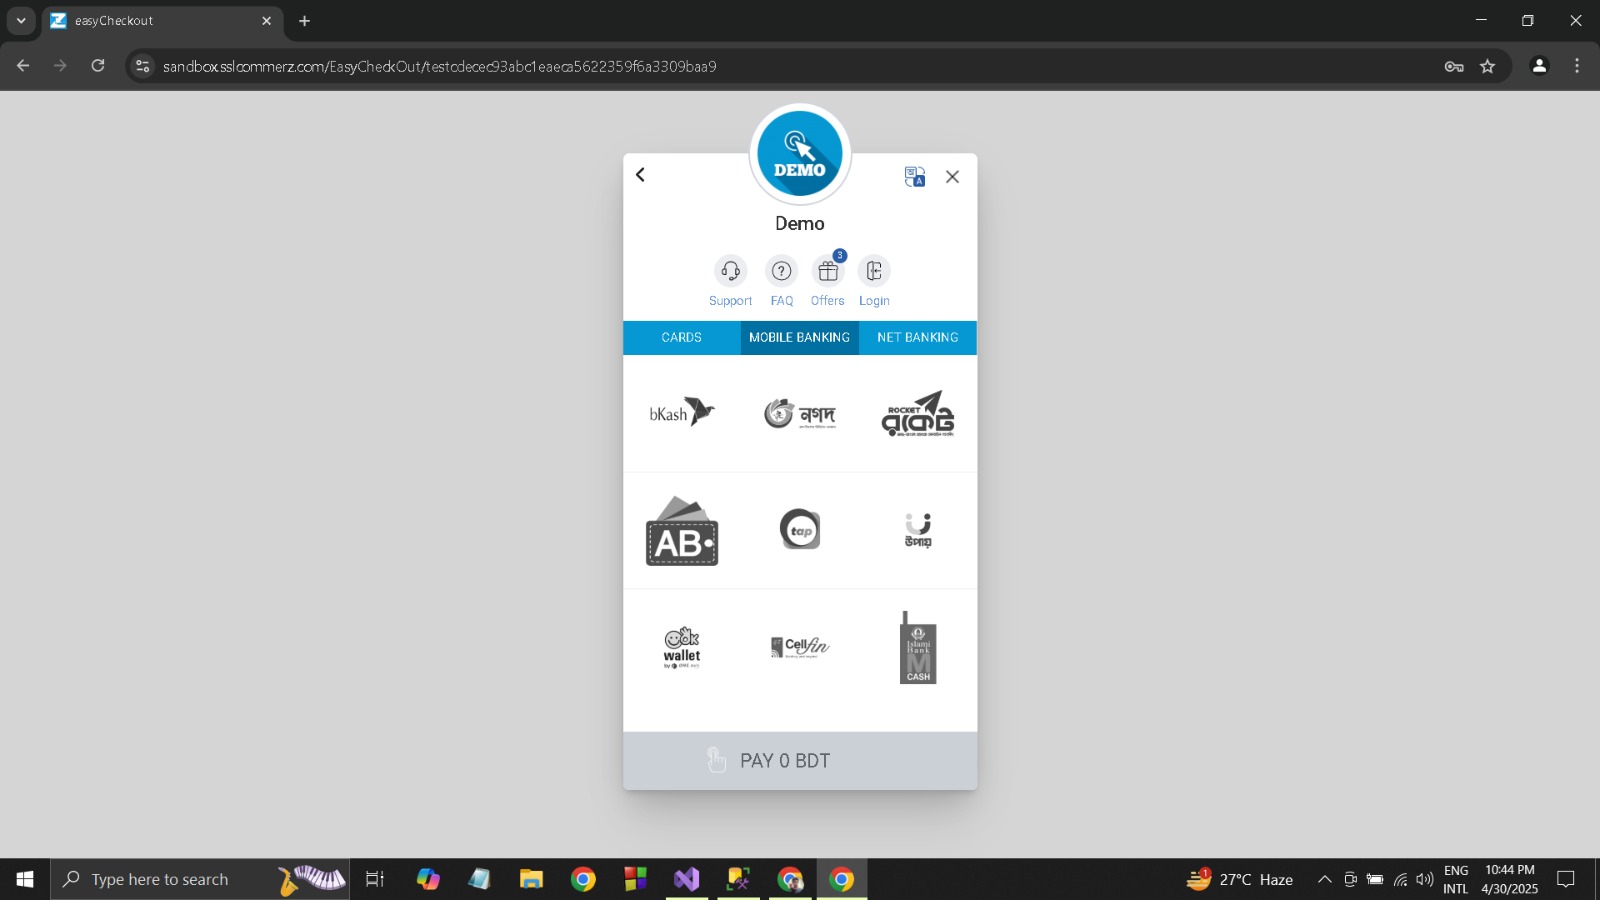 easyCheckout
sandbox.sslcommerz.com/EasyCheckOut/testcdecec93abc1eaeca5622359f6a3309baa9
DEMO
Demo
3
Support FAQ Offers Login
CARDS MOBILE BANKING NET BANKING
bKash
নগদ
ROCKET
রকেট
AB
tap
উপায়
ok
wallet
Cellfin
Islami
Bank
M
CASH
PAY 0 BDT
Type here to search
1
27°C Haze
ENG
INTL
10:44 PM
4/30/2025